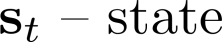 s_t – state